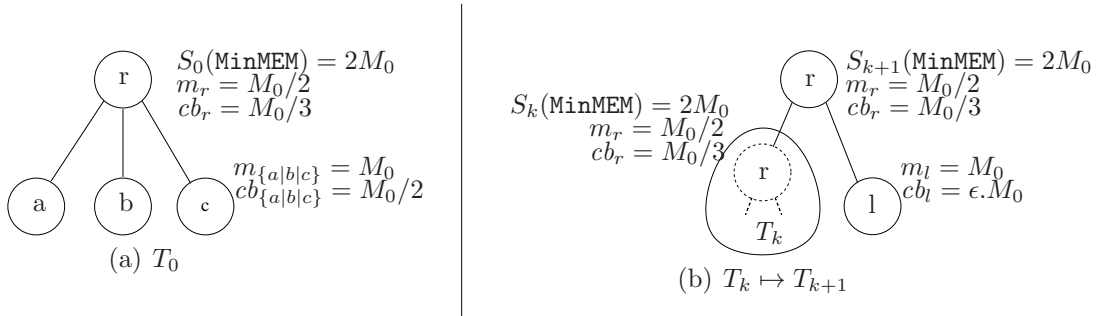 r
S_0(MinMEM) = 2M_0
m_r = M_0/2
cb_r = M_0/3
a
b
c
m_{a|b|c} = M_0
cb_{a|b|c} = M_0/2
(a) T_0
r
S_{k+1}(MinMEM) = 2M_0
m_r = M_0/2
cb_r = M_0/3
S_k(MinMEM) = 2M_0
m_r = M_0/2
cb_r = M_0/3
r
T_k
l
m_l = M_0
cb_l = ϵ.M_0
(b) T_k ↦ T_{k+1}